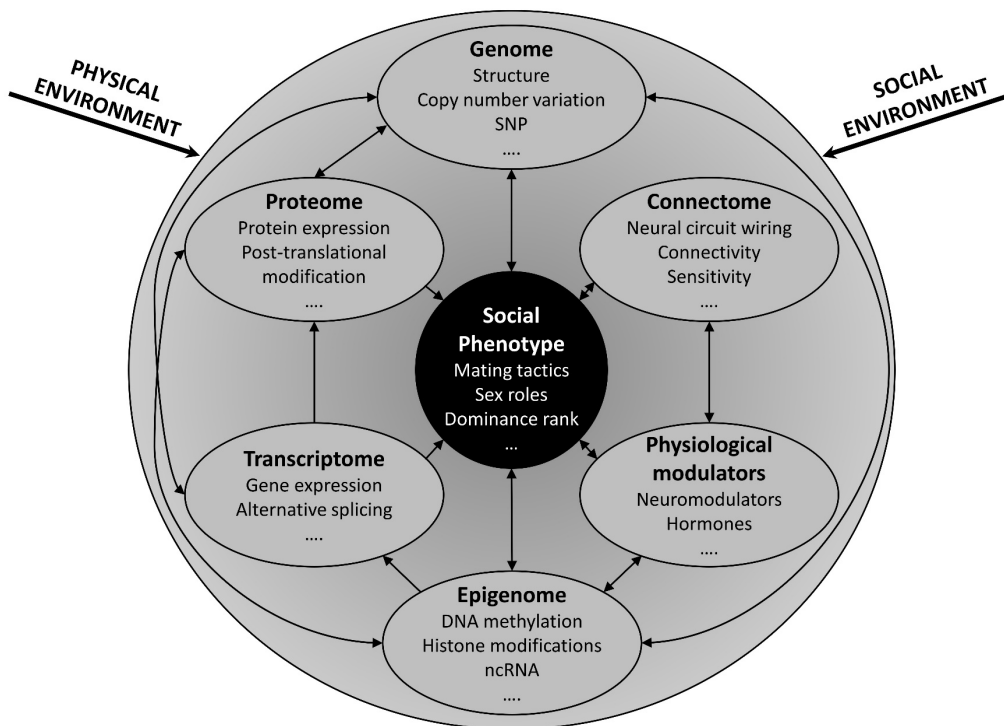 PHYSICAL
ENVIRONMENT
SOCIAL
ENVIRONMENT
Genome
Structure
Copy number variation
SNP
....
Proteome
Protein expression
Post-translational
modification
....
Connectome
Neural circuit wiring
Connectivity
Sensitivity
....
Social
Phenotype
Mating tactics
Sex roles
Dominance rank
...
Transcriptome
Gene expression
Alternative splicing
....
Physiological
modulators
Neuromodulators
Hormones
....
Epigenome
DNA methylation
Histone modifications
ncRNA
....